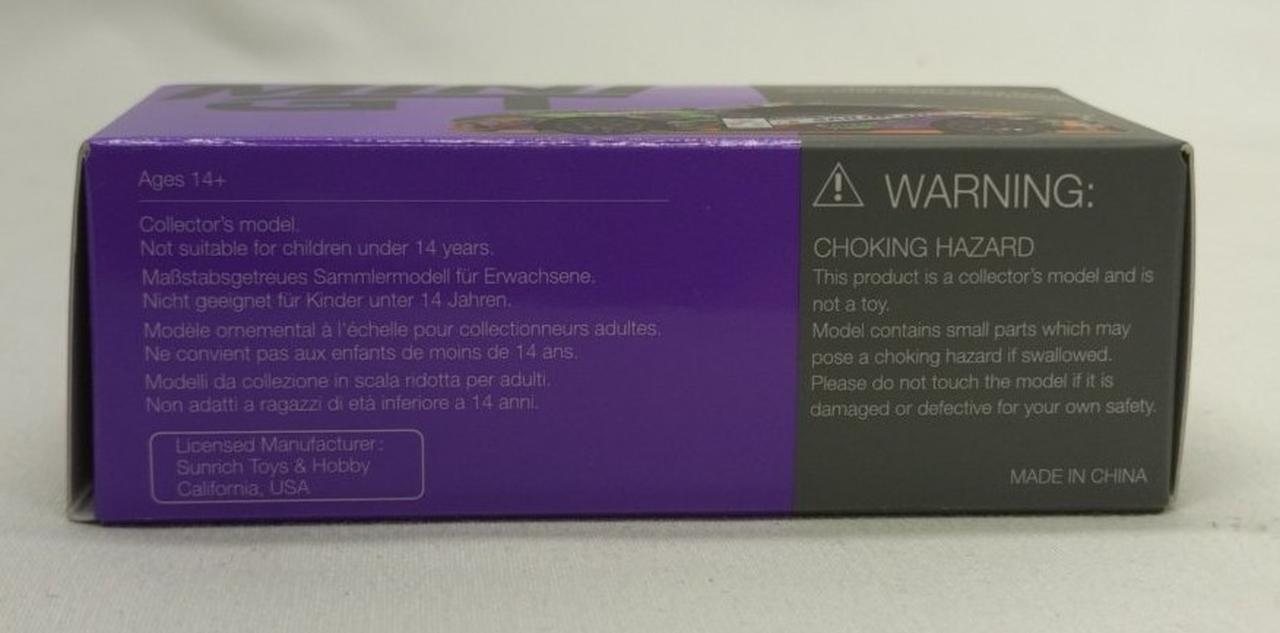 MINI
GT
Ages 14+
Collector's model.
Not suitable for children under 14 years.
Maßstabsgetreues Sammlermodell für Erwachsene.
Nicht geeignet für Kinder unter 14 Jahren.
Modèle ornemental à l'échelle pour collectionneurs adultes.
Ne convient pas aux enfants de moins de 14 ans.
Modelli da collezione in scala ridotta per adulti.
Non adatti a ragazzi di età inferiore a 14 anni.
Licensed Manufacturer:
Sunrich Toys & Hobby
California, USA
WARNING:
CHOKING HAZARD
This product is a collector's model and is
not a toy.
Model contains small parts which may
pose a choking hazard if swallowed.
Please do not touch the model if it is
damaged or defective for your own safety.
MADE IN CHINA